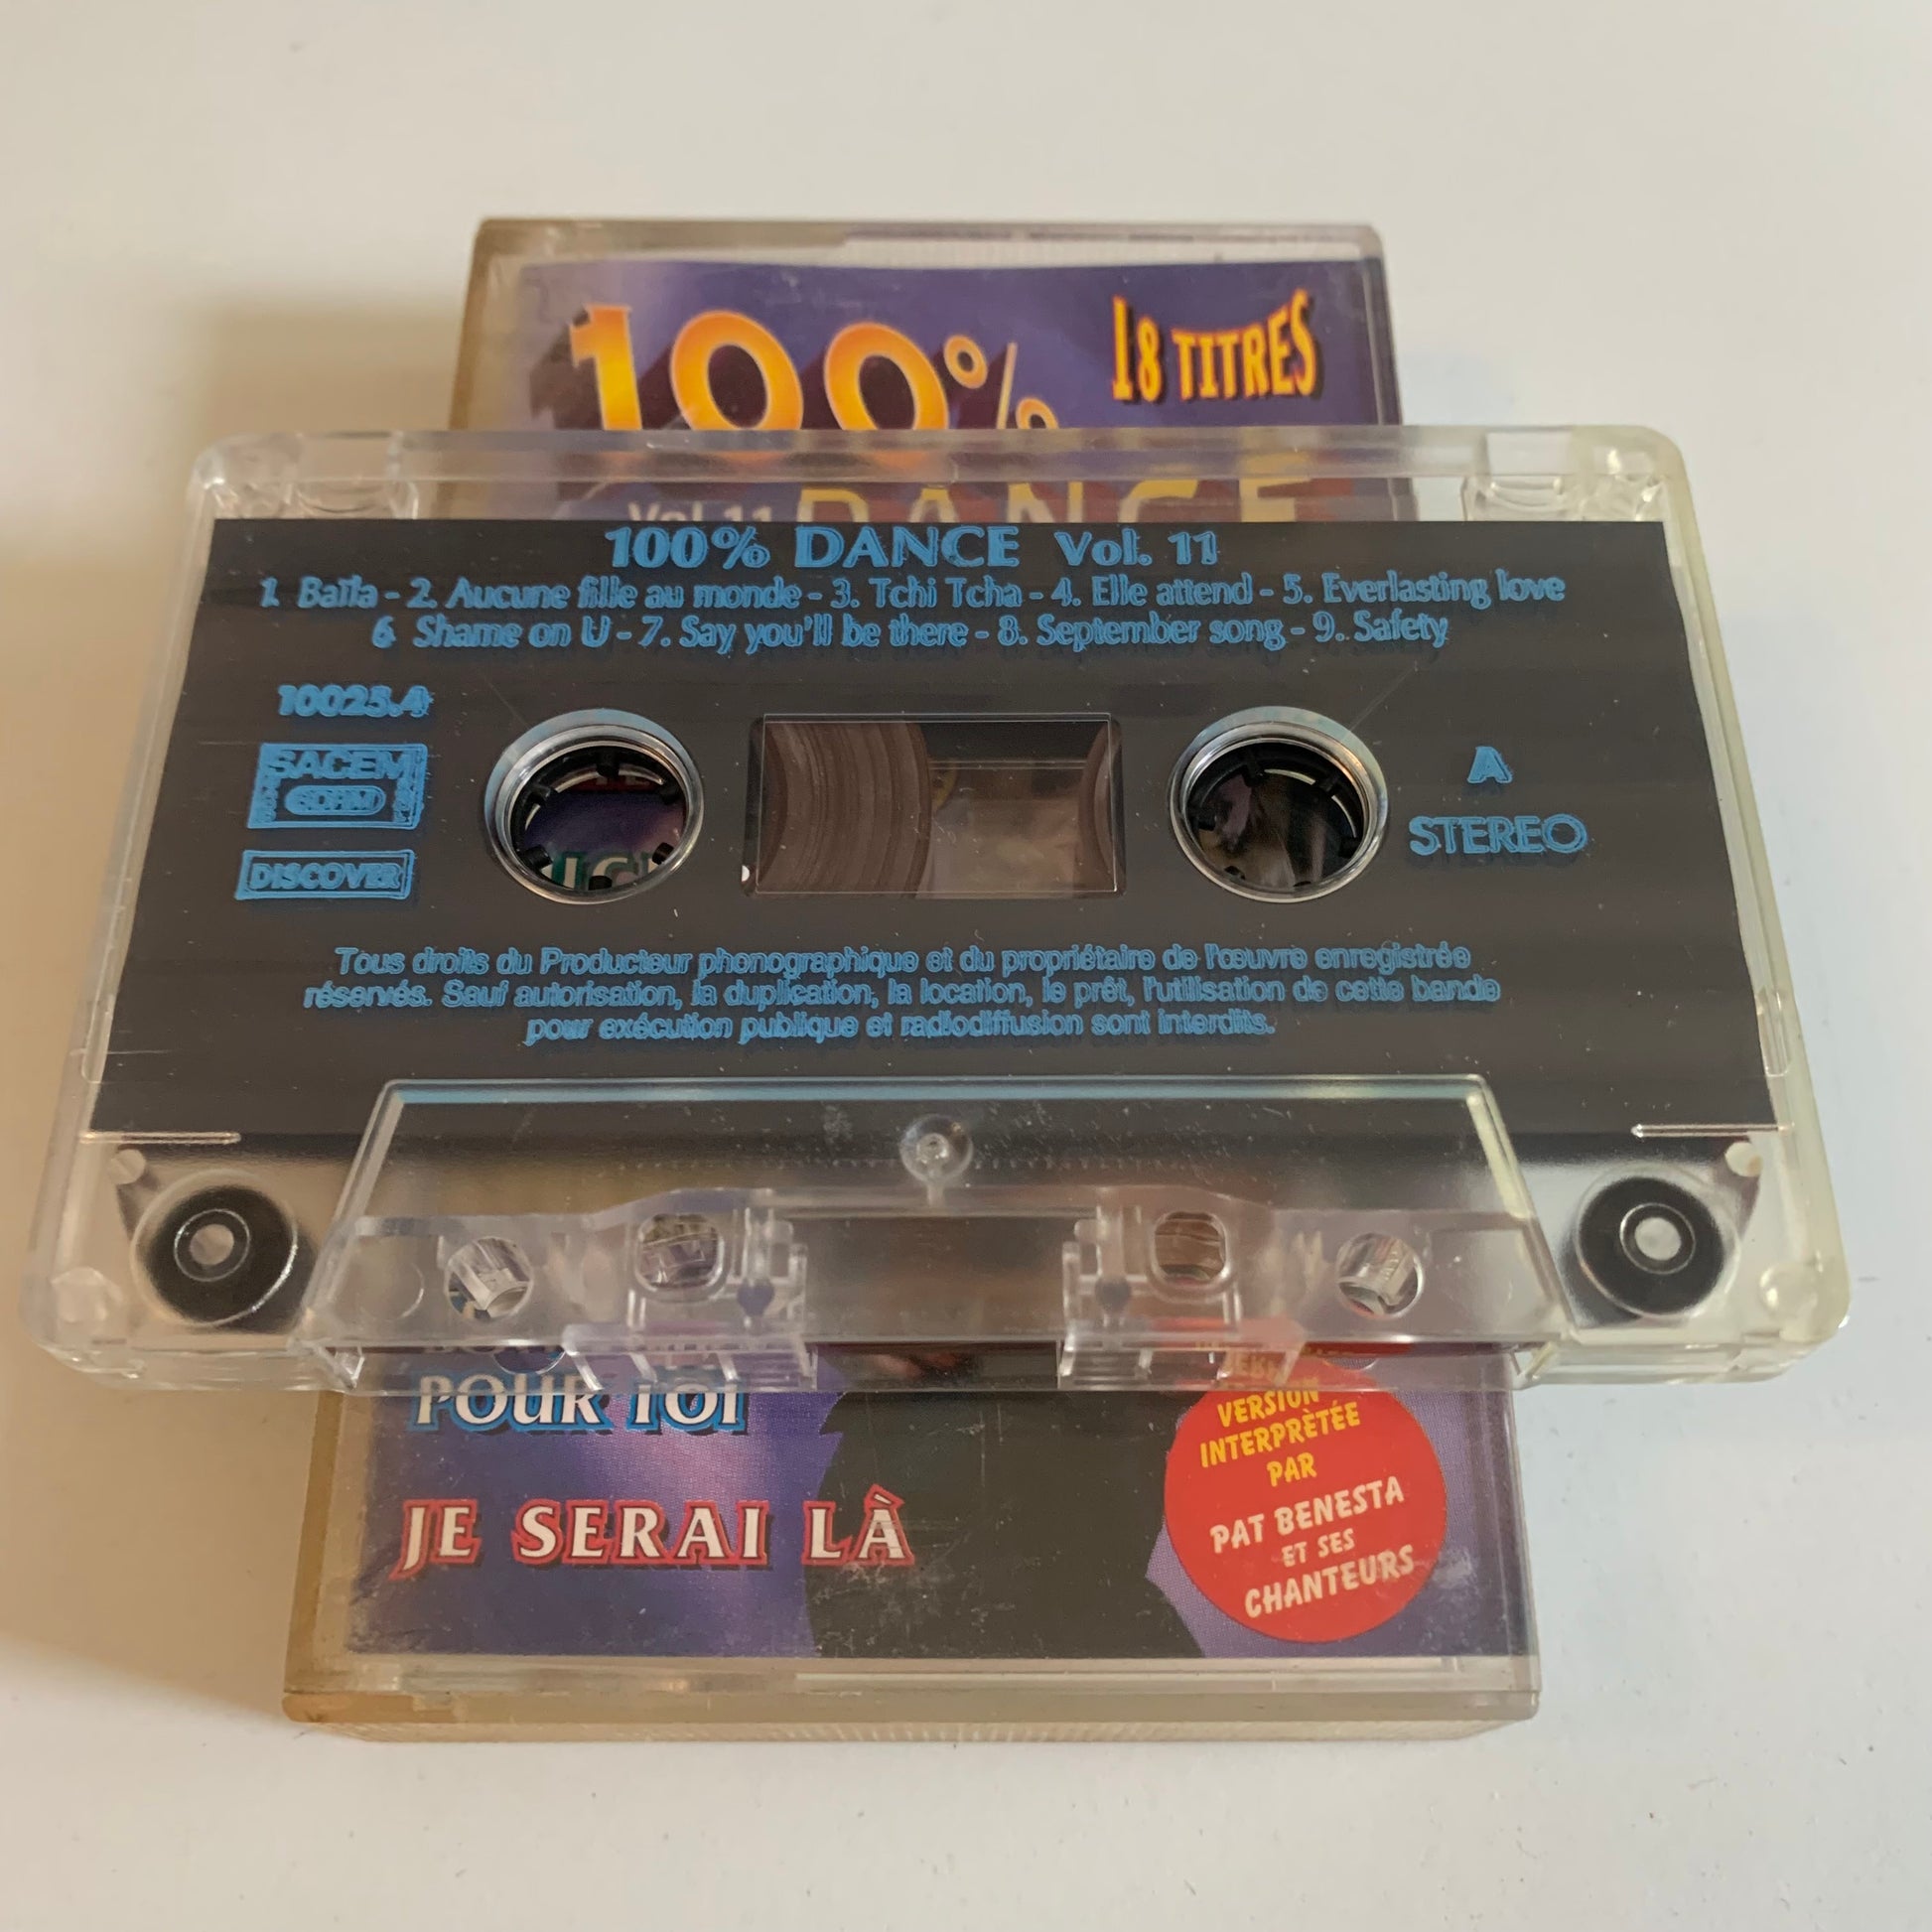 100%
18 TITRES
Vol. 11 DANCE
100% DANCE Vol. 11
1. Baïla - 2. Aucune fille au monde - 3. Tchi Tcha - 4. Elle attend - 5. Everlasting love
6 Shame on U - 7. Say you'll be there - 8. September song - 9. Safety
10025.4
SACEM
SDRM
DISCOVER
A
STEREO
Tous droits du Producteur phonographique et du propriétaire de l'œuvre enregistrée
réservés. Sauf autorisation, la duplication, la location, le prêt, l'utilisation de cette bande
pour exécution publique et radiodiffusion sont interdits.
POUR TOI
JE SERAI LÀ
VERSION
INTERPRÈTÉE
PAR
PAT BENESTA
ET SES
CHANTEURS